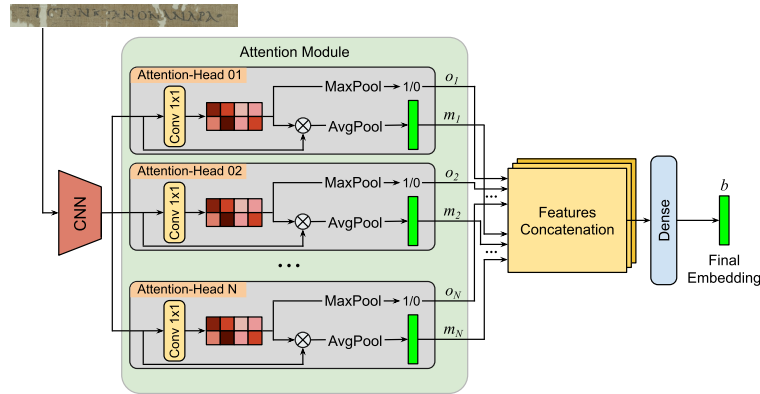 Attention Module
Attention-Head 01
Conv 1x1
MaxPool
1/0
o1
AvgPool
m1
Attention-Head 02
Conv 1x1
MaxPool
1/0
o2
AvgPool
m2
...
Attention-Head N
Conv 1x1
MaxPool
1/0
oN
AvgPool
mN
CNN
...
...
Features
Concatenation
Dense
b
Final
Embedding